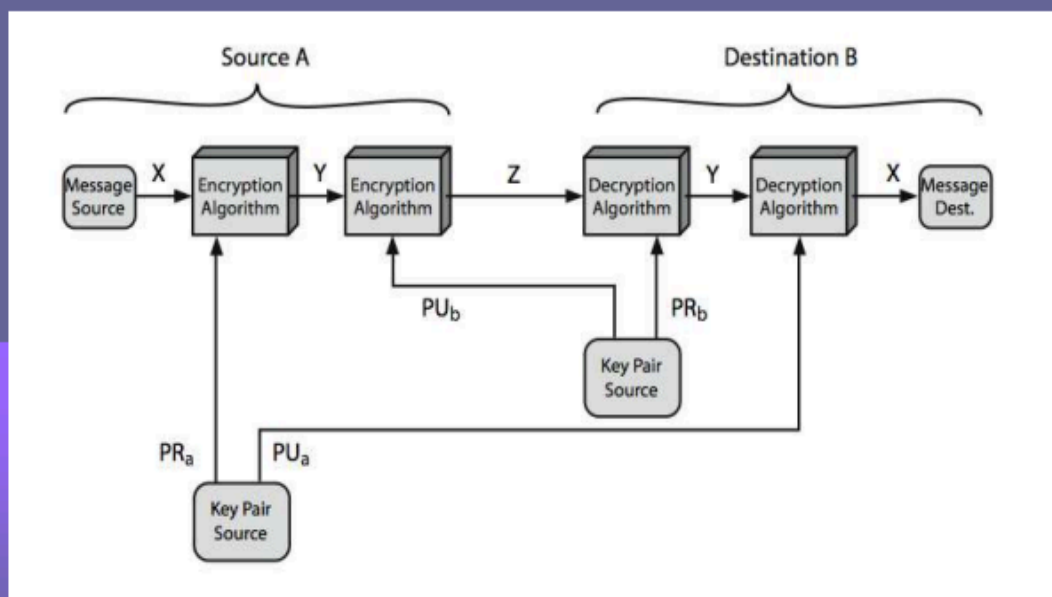 Source A
Destination B
Message
Source
X
Encryption
Algorithm
Y
Encryption
Algorithm
Z
Decryption
Algorithm
Y
Decryption
Algorithm
X
Message
Dest.
PUb
PRb
Key Pair
Source
PRa
PUa
Key Pair
Source